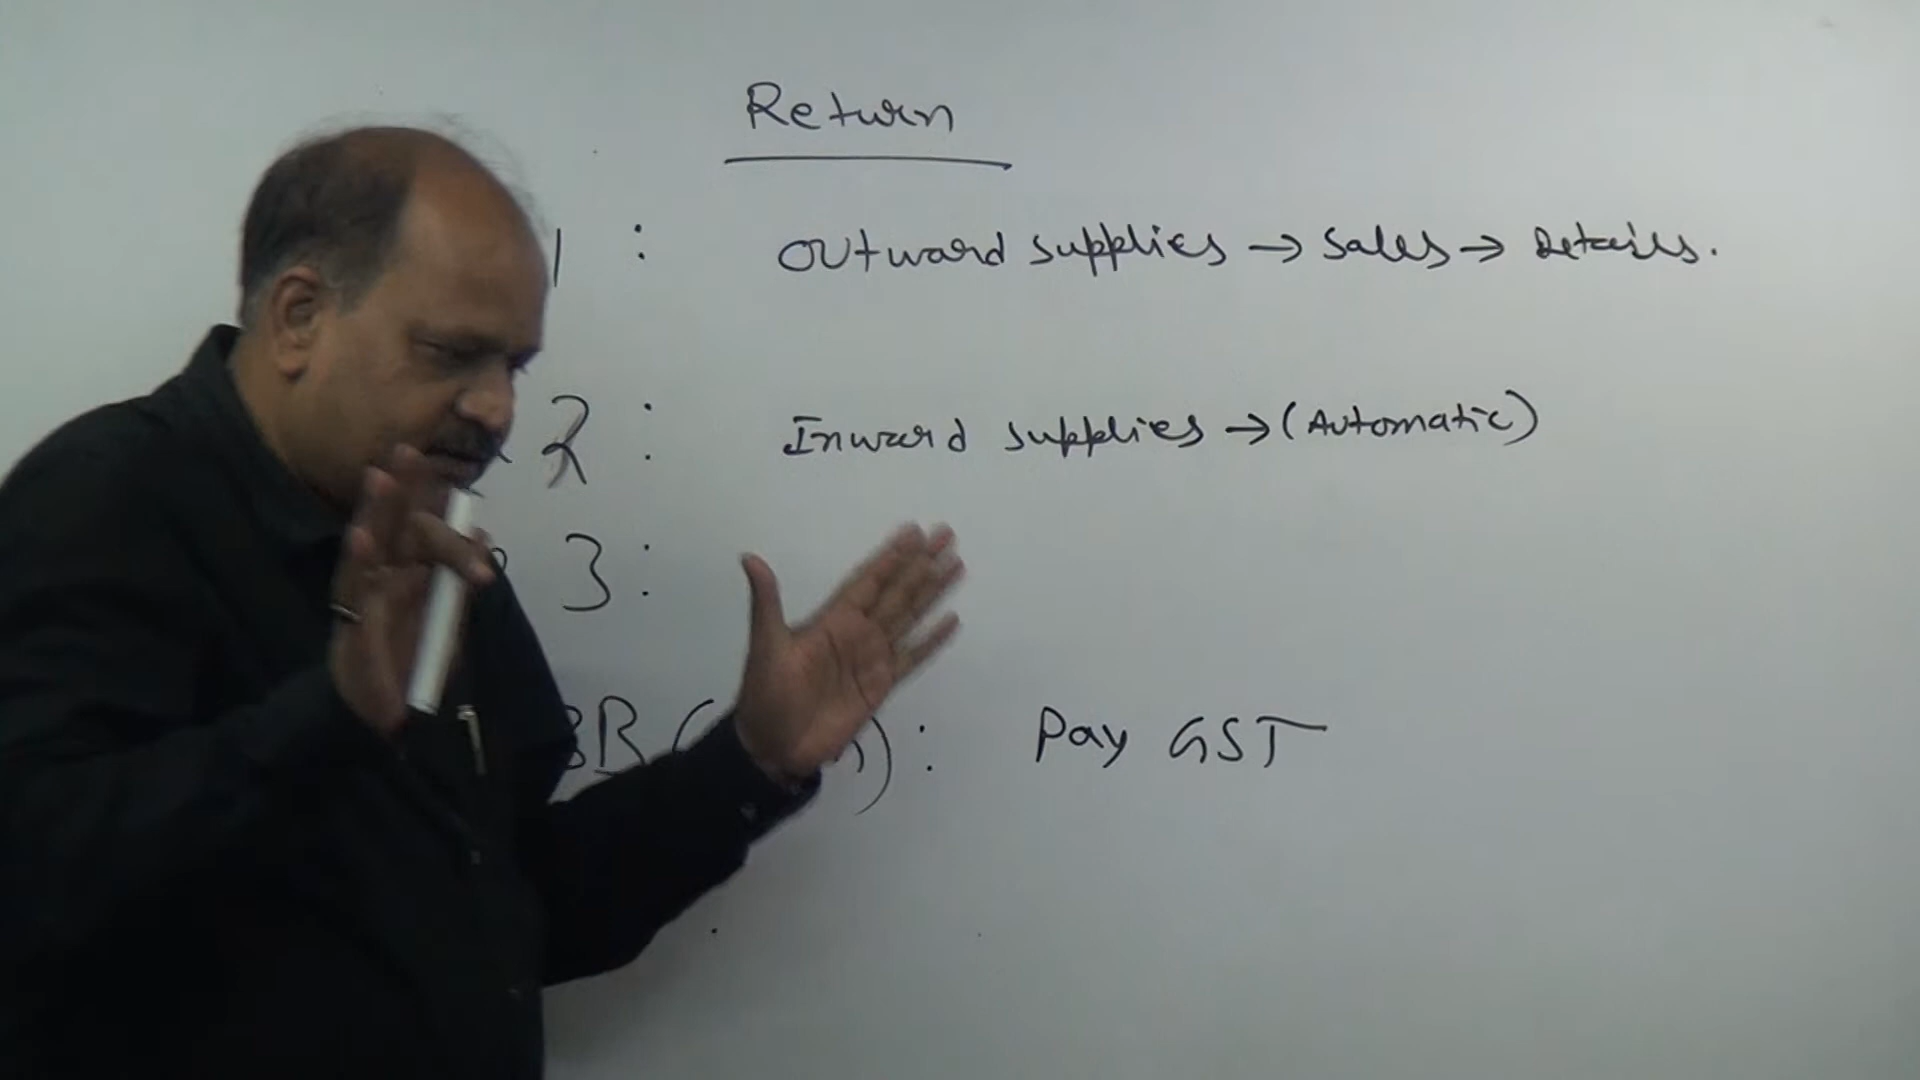 Return
1 : Outward supplies → Sales → Details.
2 : Inward supplies → (Automatic)
3 :
3B ( ) : Pay GST